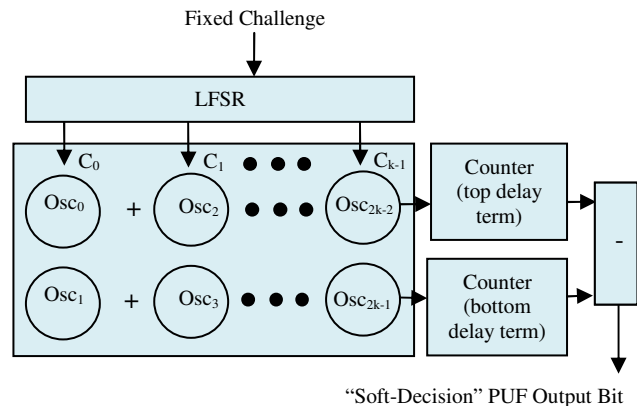 Fixed Challenge
LFSR
C0 C1 Ck-1
Osc0 + Osc2 Osc2k-2
Counter
(top delay
term)
-
Osc1 + Osc3 Osc2k-1
Counter
(bottom
delay term)
“Soft-Decision” PUF Output Bit